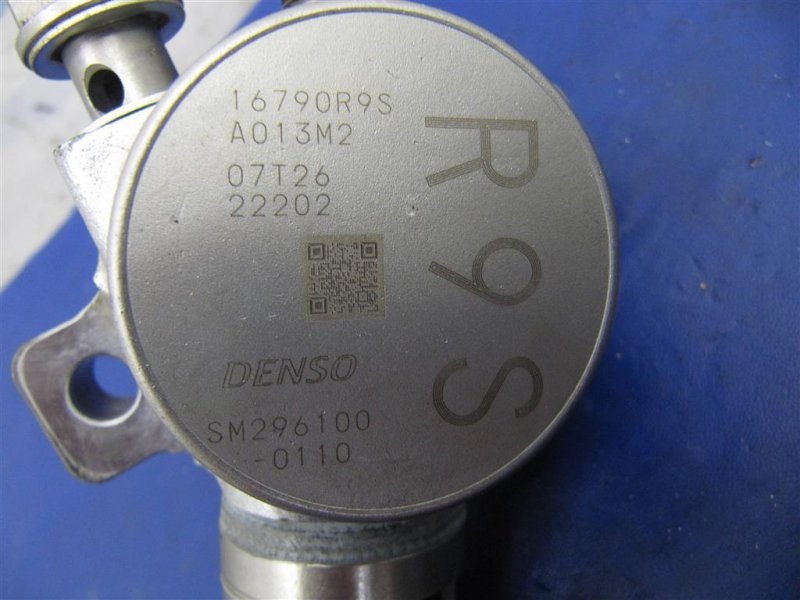 16790R9S
A013M2
07T26
22202
DENSO
SM296100
-0110
R9S